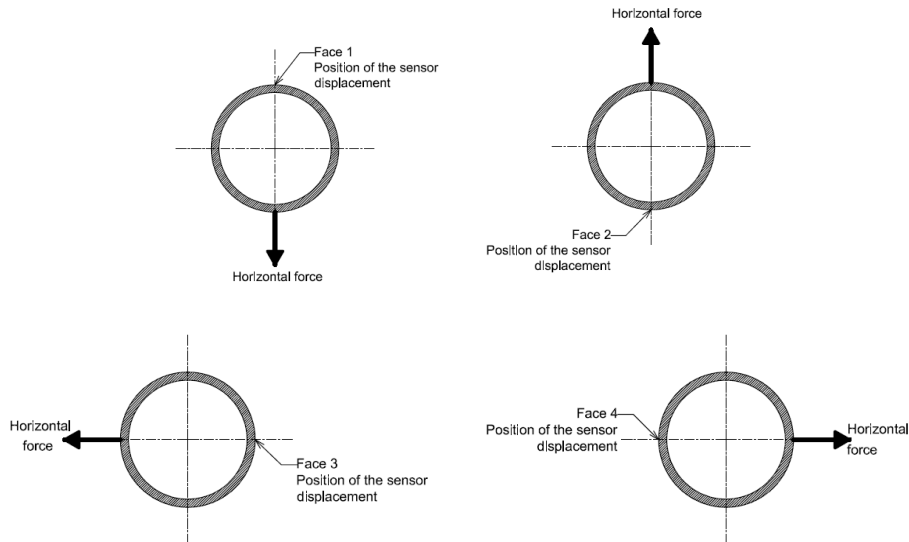 Face 1
Position of the sensor
displacement
Horizontal force
Horizontal force
Face 2
Position of the sensor
displacement
Horizontal
force
Face 3
Position of the sensor
displacement
Face 4
Position of the sensor
displacement
Horizontal
force